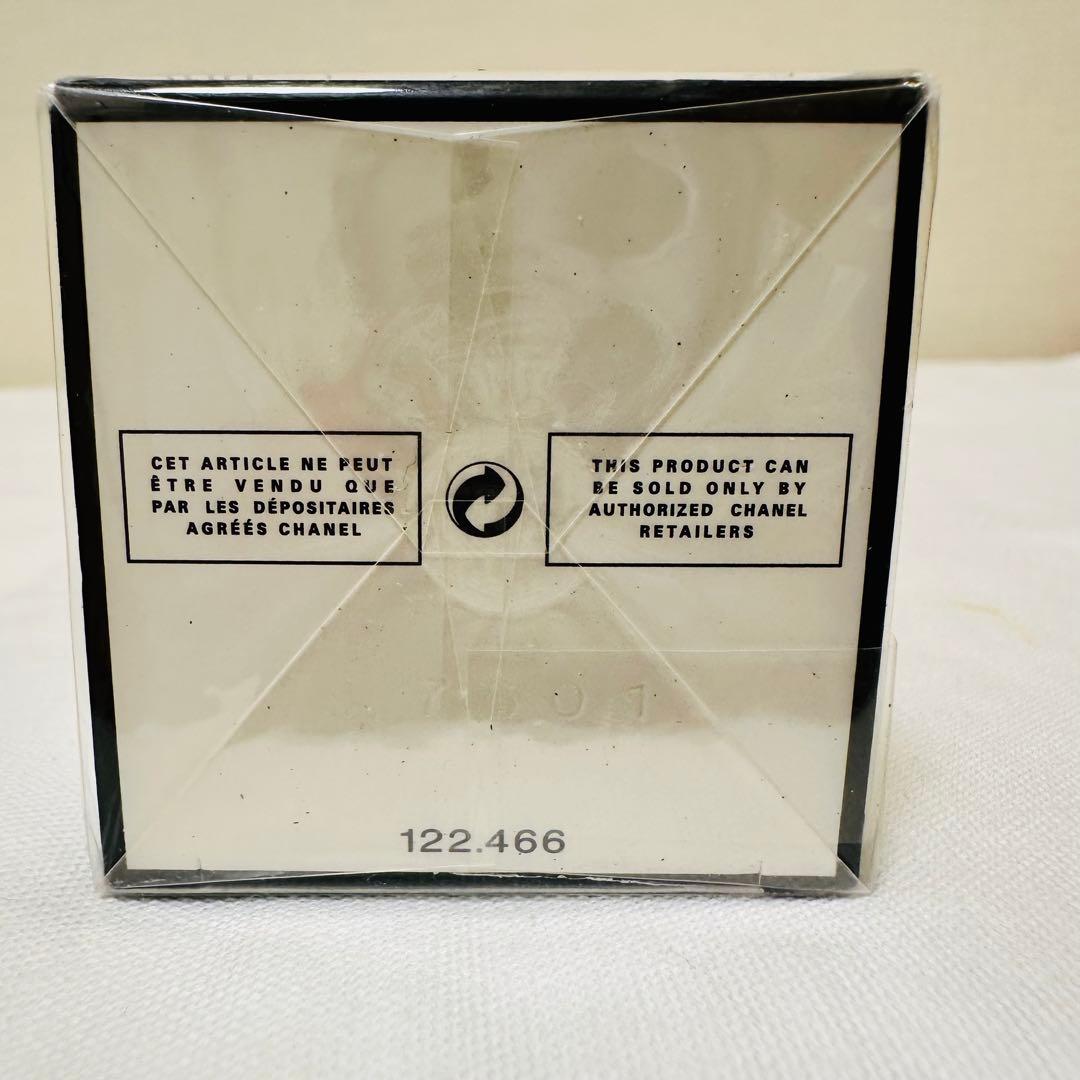 CET ARTICLE NE PEUT
ÊTRE VENDU QUE
PAR LES DÉPOSITAIRES
AGRÉÉS CHANEL
THIS PRODUCT CAN
BE SOLD ONLY BY
AUTHORIZED CHANEL
RETAILERS
122.466